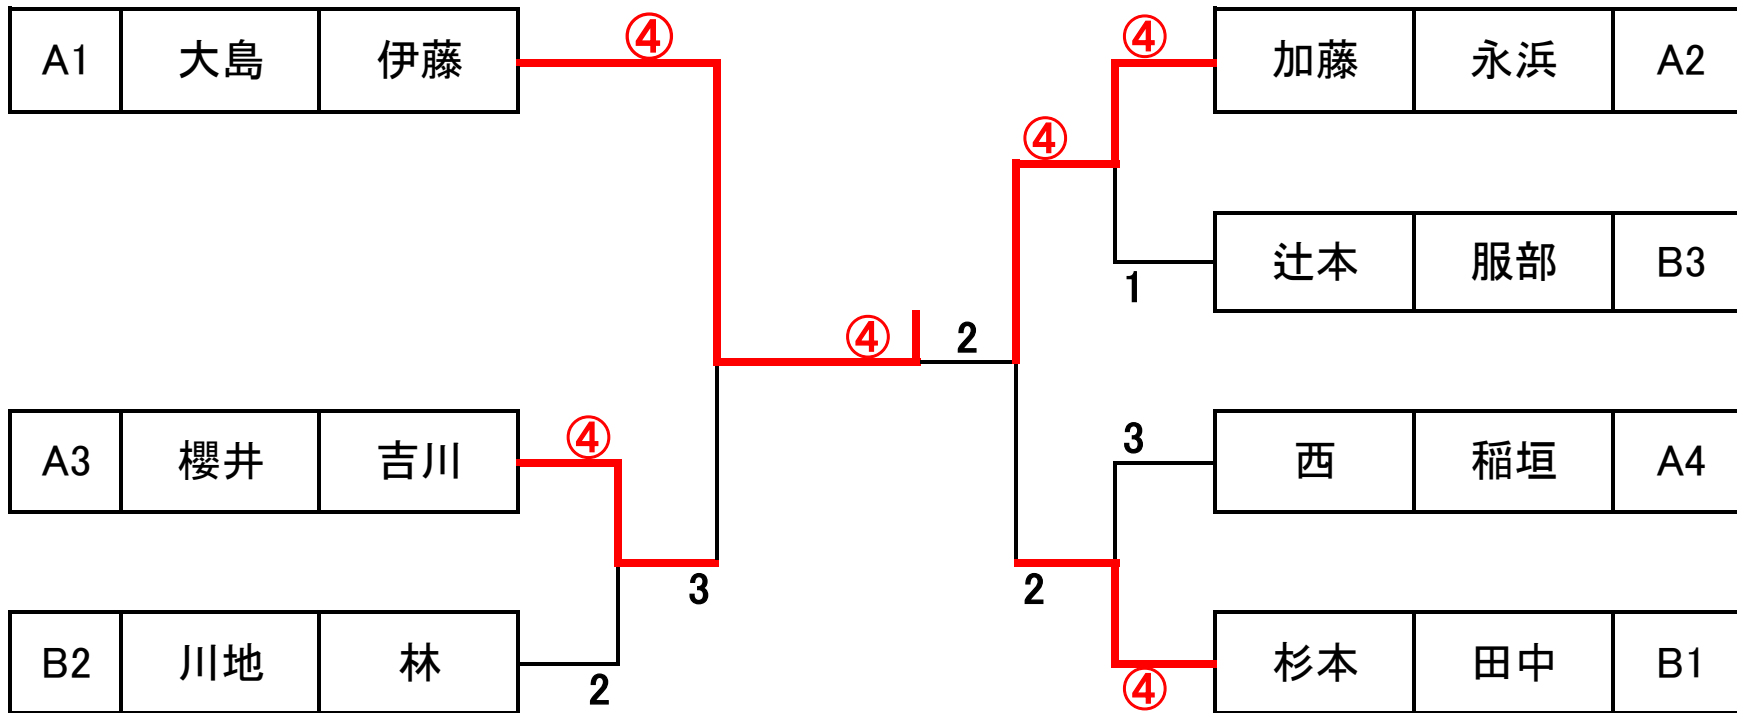 A1 大島 伊藤 ④ ④ 加藤 永浜 A2
④
1 辻本 服部 B3
④ 2
A3 櫻井 吉川 ④ 3 西 稲垣 A4
3 2
B2 川地 林 2 ④ 杉本 田中 B1